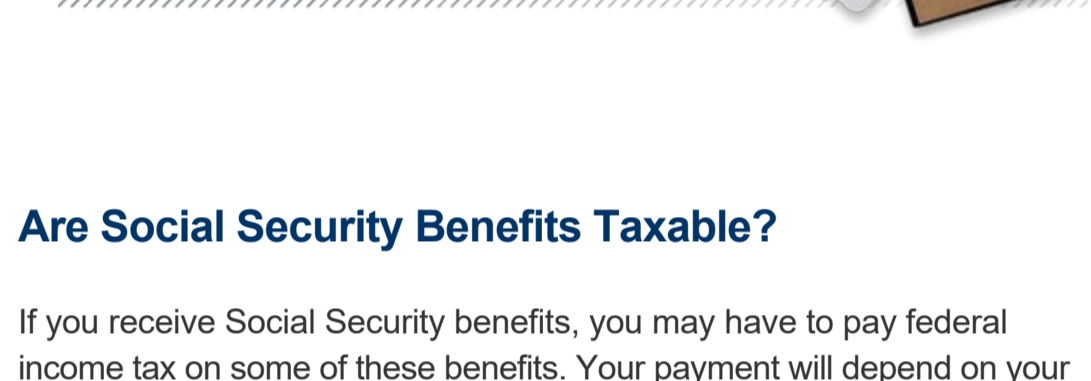 Are Social Security Benefits Taxable?
If you receive Social Security benefits, you may have to pay federal
income tax on some of these benefits. Your payment will depend on your